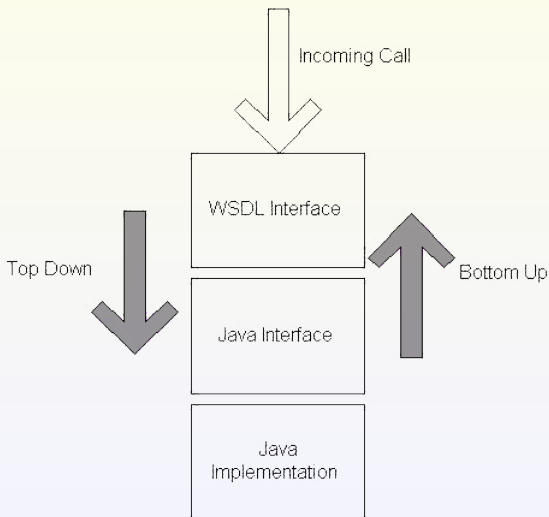 Incoming Call
WSDL Interface
Top Down
Bottom Up
Java Interface
Java
Implementation